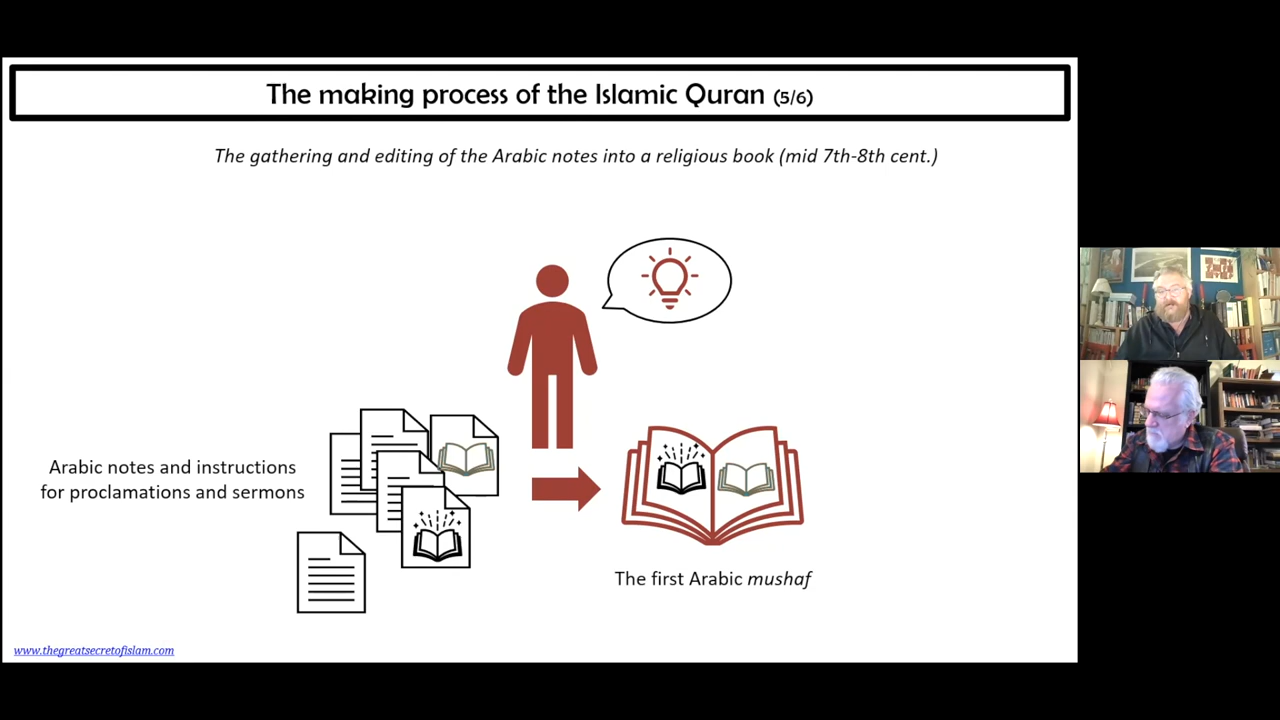 The making process of the Islamic Quran (5/6)
The gathering and editing of the Arabic notes into a religious book (mid 7th-8th cent.)
Arabic notes and instructions
for proclamations and sermons
The first Arabic mushaf
www.thegreatsecretofislam.com